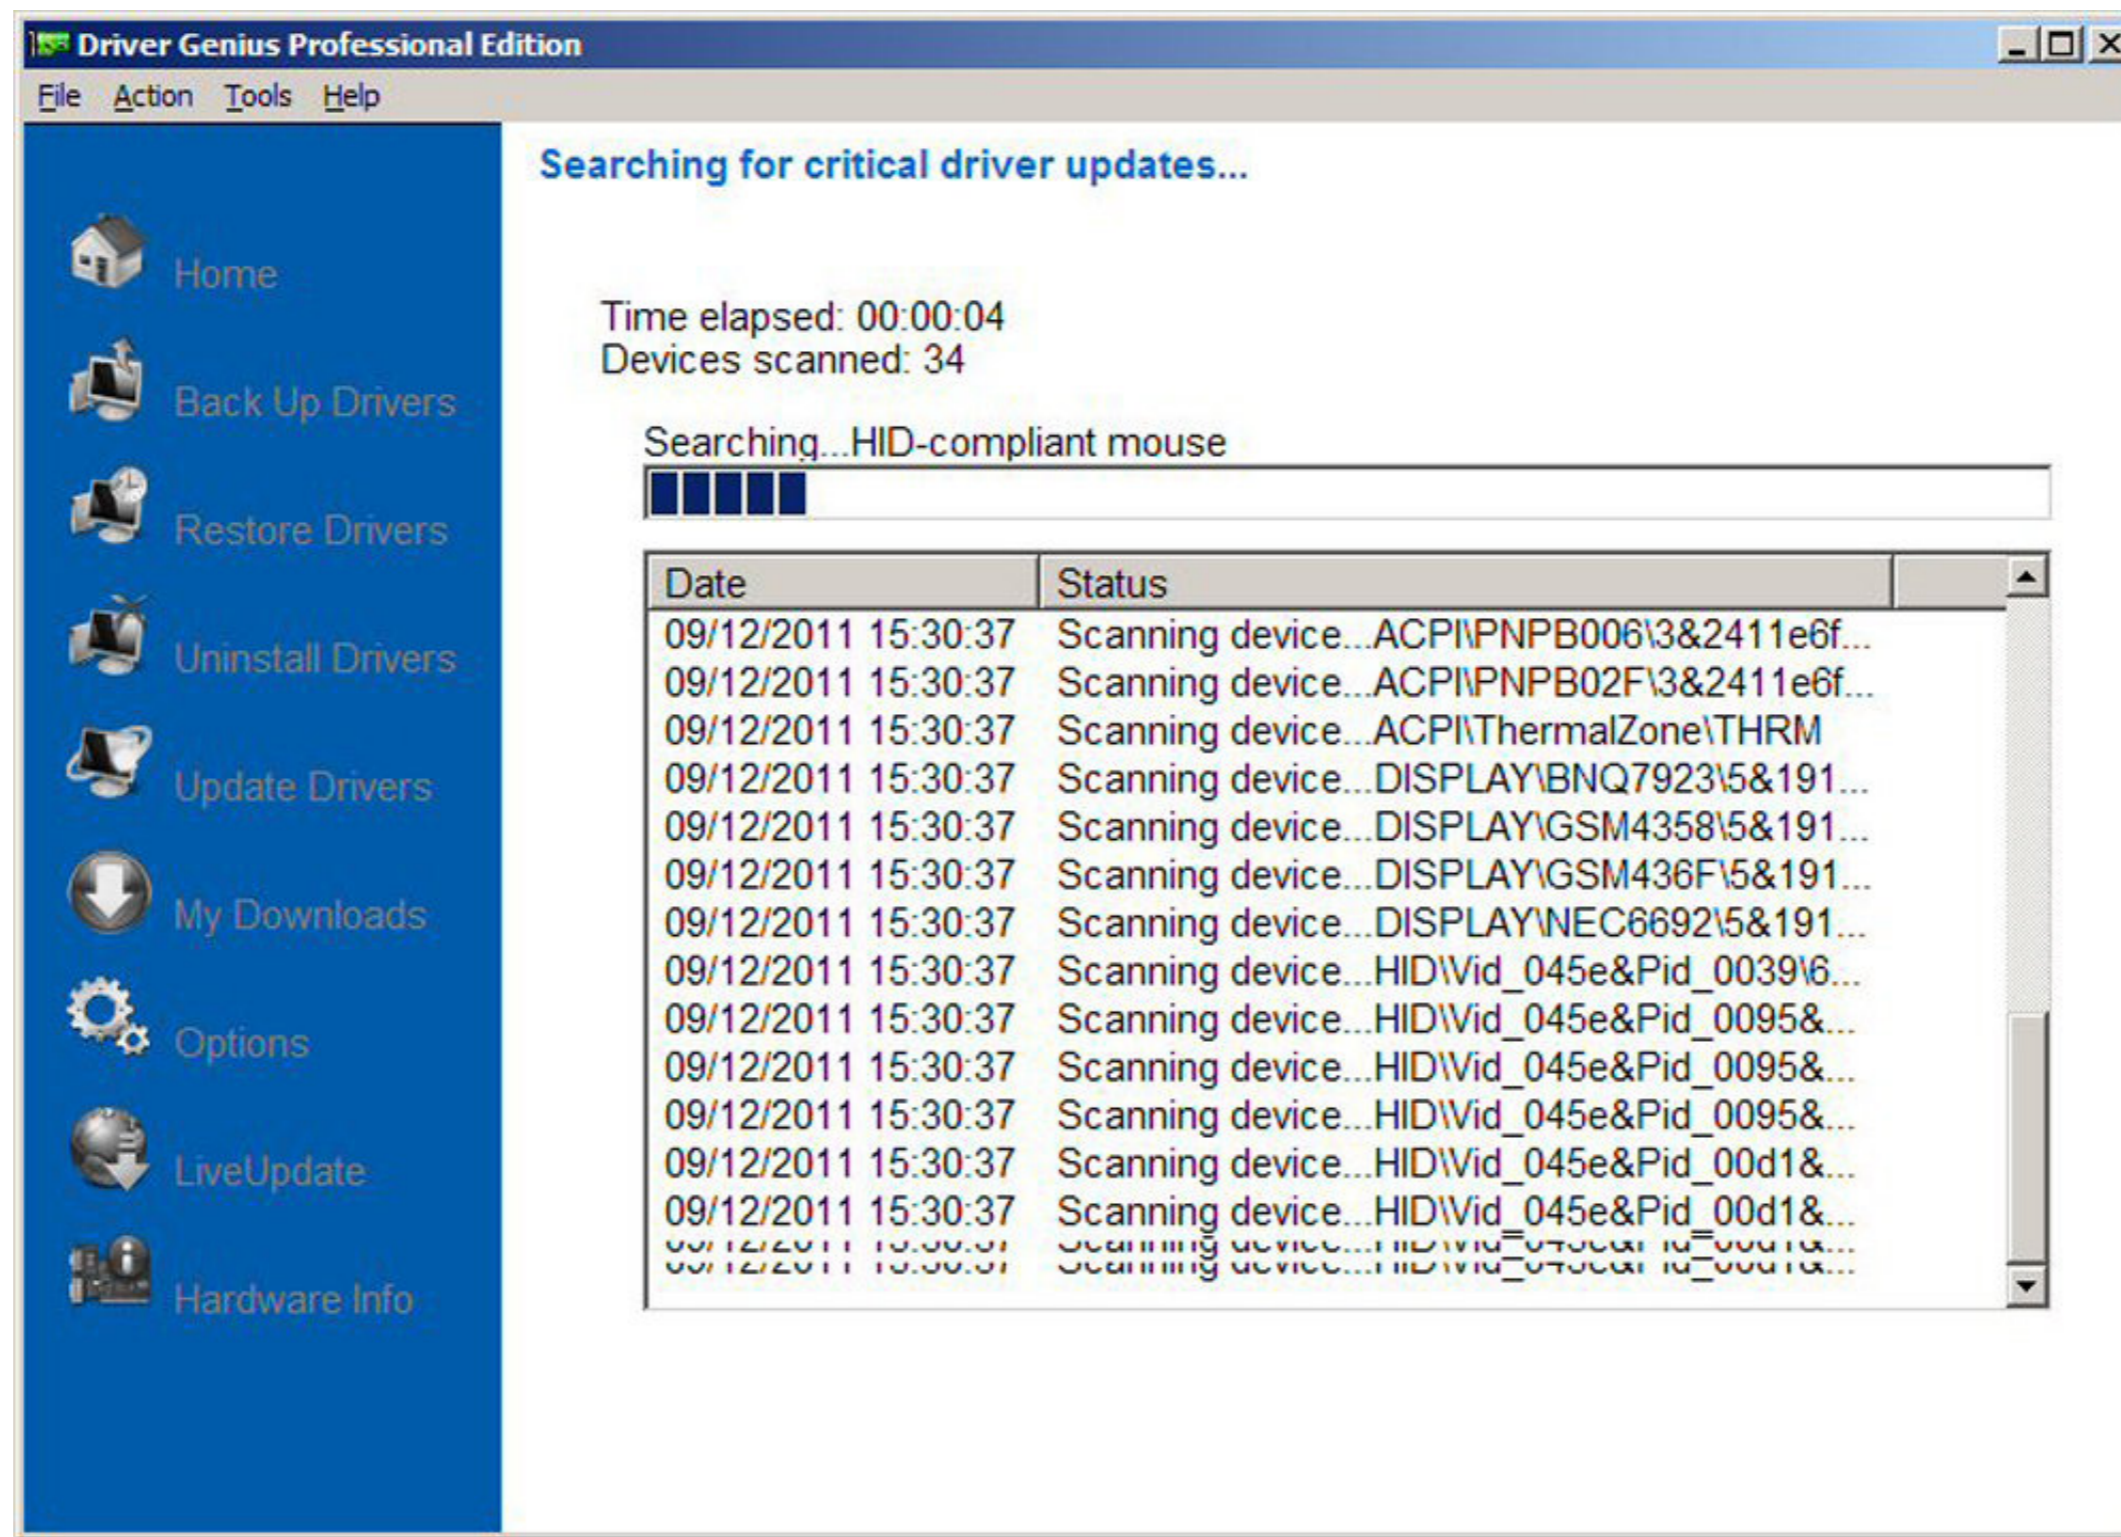 Driver Genius Professional Edition
File Action Tools Help
Home
Back Up Drivers
Restore Drivers
Uninstall Drivers
Update Drivers
My Downloads
Options
LiveUpdate
Hardware Info
Searching for critical driver updates...
Time elapsed: 00:00:04
Devices scanned: 34
Searching...HID-compliant mouse
Date Status
09/12/2011 15:30:37 Scanning device...ACPI\PNPB006\3&2411e6f...
09/12/2011 15:30:37 Scanning device...ACPI\PNPB02F\3&2411e6f...
09/12/2011 15:30:37 Scanning device...ACPI\ThermalZone\THRM
09/12/2011 15:30:37 Scanning device...DISPLAY\BNQ7923\5&191...
09/12/2011 15:30:37 Scanning device...DISPLAY\GSM4358\5&191...
09/12/2011 15:30:37 Scanning device...DISPLAY\GSM436F\5&191...
09/12/2011 15:30:37 Scanning device...DISPLAY\NEC6692\5&191...
09/12/2011 15:30:37 Scanning device...HID\Vid_045e&Pid_0039\6...
09/12/2011 15:30:37 Scanning device...HID\Vid_045e&Pid_0095&...
09/12/2011 15:30:37 Scanning device...HID\Vid_045e&Pid_0095&...
09/12/2011 15:30:37 Scanning device...HID\Vid_045e&Pid_0095&...
09/12/2011 15:30:37 Scanning device...HID\Vid_045e&Pid_00d1&...
09/12/2011 15:30:37 Scanning device...HID\Vid_045e&Pid_00d1&...